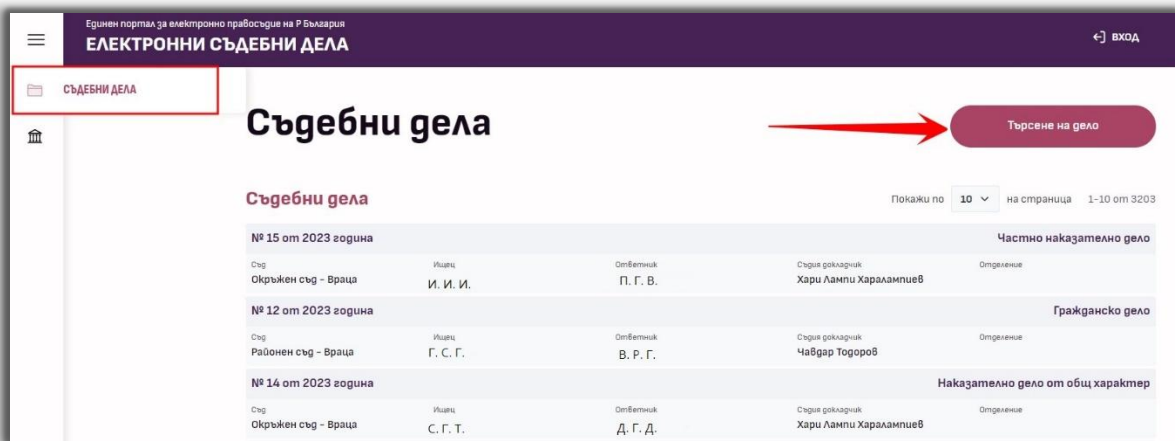 Единен портал за електронно правосъдие на Р България
ЕЛЕКТРОННИ СЪДЕБНИ ДЕЛА
ВХОД
СЪДЕБНИ ДЕЛА
Съдебни дела
Търсене на дело
Съдебни дела
Покажи по 10 на страница 1-10 от 3203
№ 15 от 2023 година Частно наказателно дело
Съд Ищец Ответник Съдия докладчик Отделение
Окръжен съд - Враца И. И. И. П. Г. В. Хари Лампи Харалампиев
№ 12 от 2023 година Гражданско дело
Съд Ищец Ответник Съдия докладчик Отделение
Районен съд - Враца Г. С. Г. В. Р. Г. Чавдар Тодоров
№ 14 от 2023 година Наказателно дело от общ характер
Съд Ищец Ответник Съдия докладчик Отделение
Окръжен съд - Враца С. Г. Т. Д. Г. Д. Хари Лампи Харалампиев